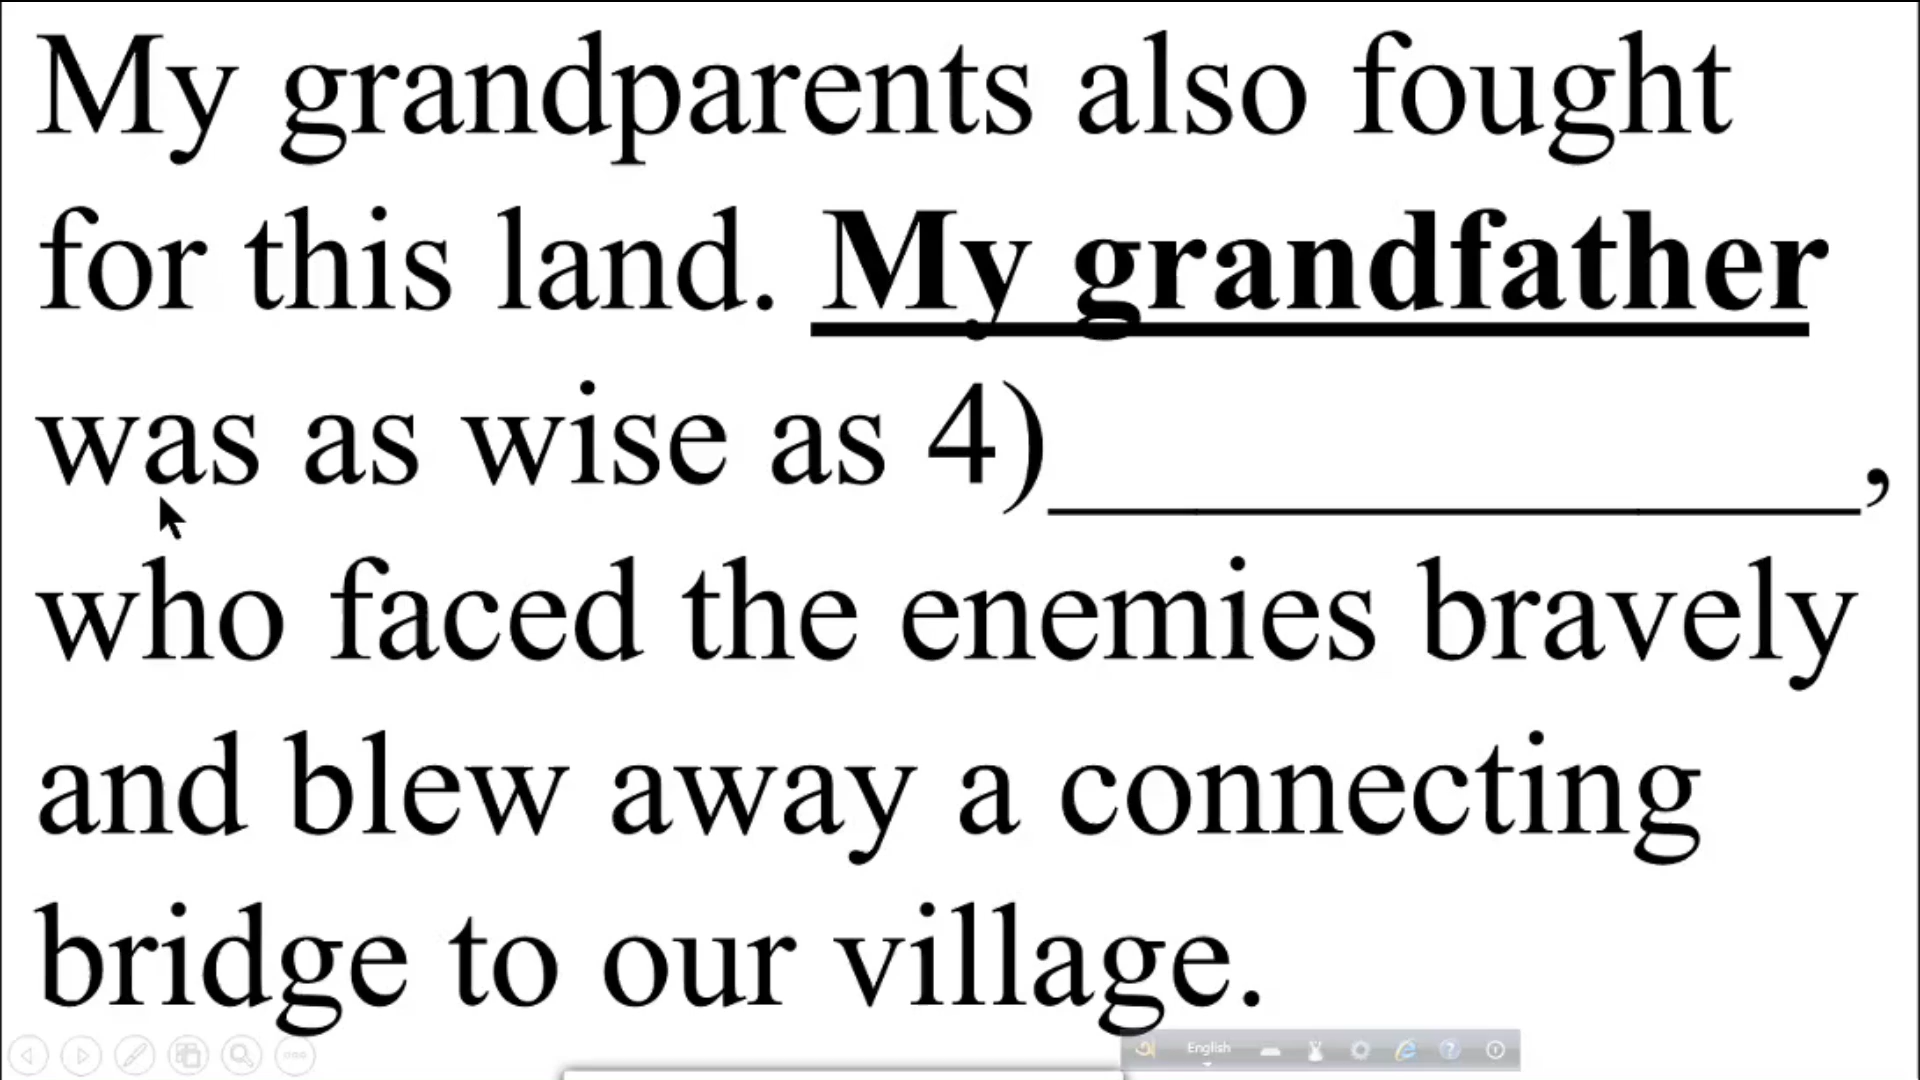 My grandparents also fought
for this land. My grandfather
was as wise as 4)______________,
who faced the enemies bravely
and blew away a connecting
bridge to our village.
English